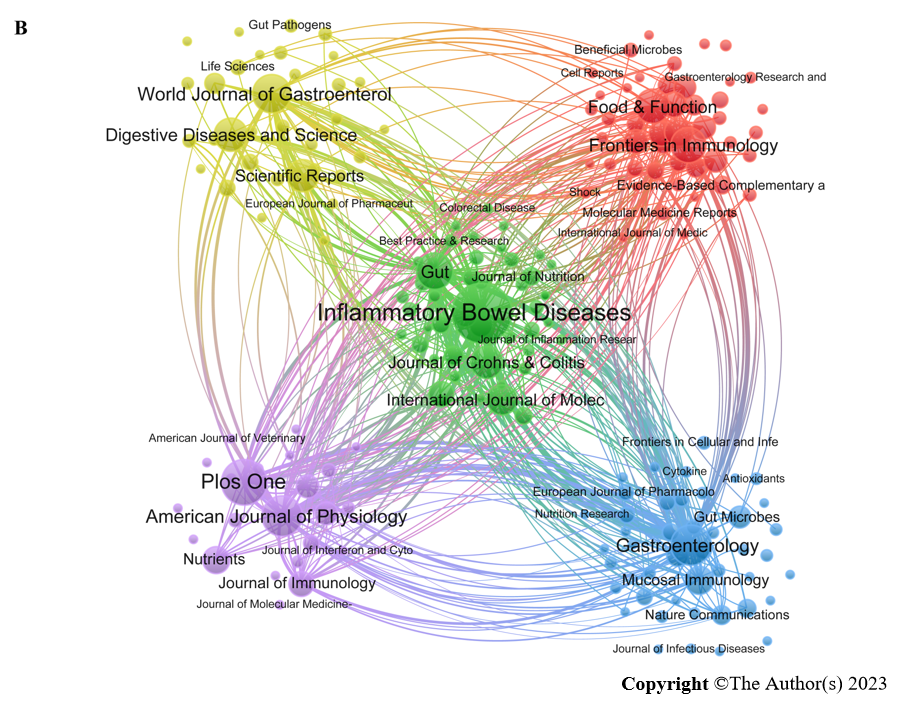 B
Gut Pathogens
Life Sciences
World Journal of Gastroenterol
Digestive Diseases and Science
Scientific Reports
European Journal of Pharmaceut
Beneficial Microbes
Cell Reports
Gastroenterology Research and
Food & Function
Frontiers in Immunology
Shock
Evidence-Based Complementary a
Molecular Medicine Reports
International Journal of Medic
Colorectal Disease
Best Practice & Research
Gut
Journal of Nutrition
Inflammatory Bowel Diseases
Journal of Inflammation Resear
Journal of Crohns & Colitis
International Journal of Molec
American Journal of Veterinary
Plos One
American Journal of Physiology
Nutrients
Journal of Interferon and Cyto
Journal of Immunology
Journal of Molecular Medicine-
Frontiers in Cellular and Infe
Cytokine
Antioxidants
European Journal of Pharmacolo
Nutrition Research
Gut Microbes
Gastroenterology
Mucosal Immunology
Nature Communications
Journal of Infectious Diseases
Copyright ©The Author(s) 2023